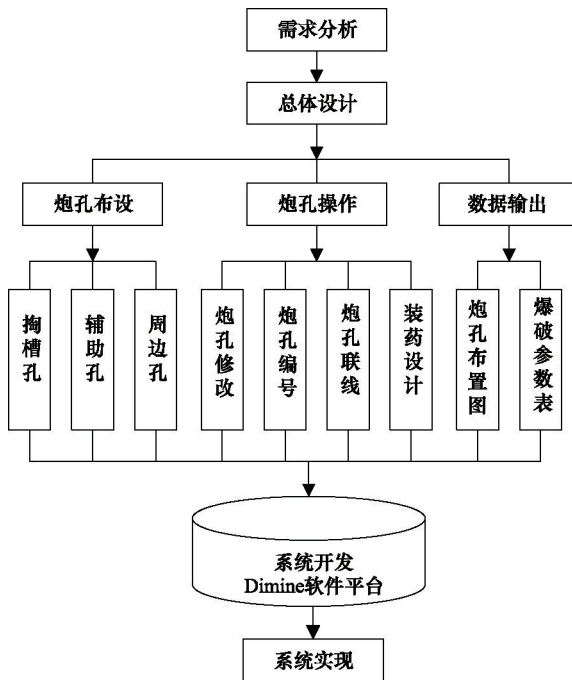 需求分析
总体设计
炮孔布设
炮孔操作
数据输出
掏槽孔
辅助孔
周边孔
炮孔修改
炮孔编号
炮孔联线
装药设计
炮孔布置图
爆破参数表
系统开发
Dimine软件平台
系统实现